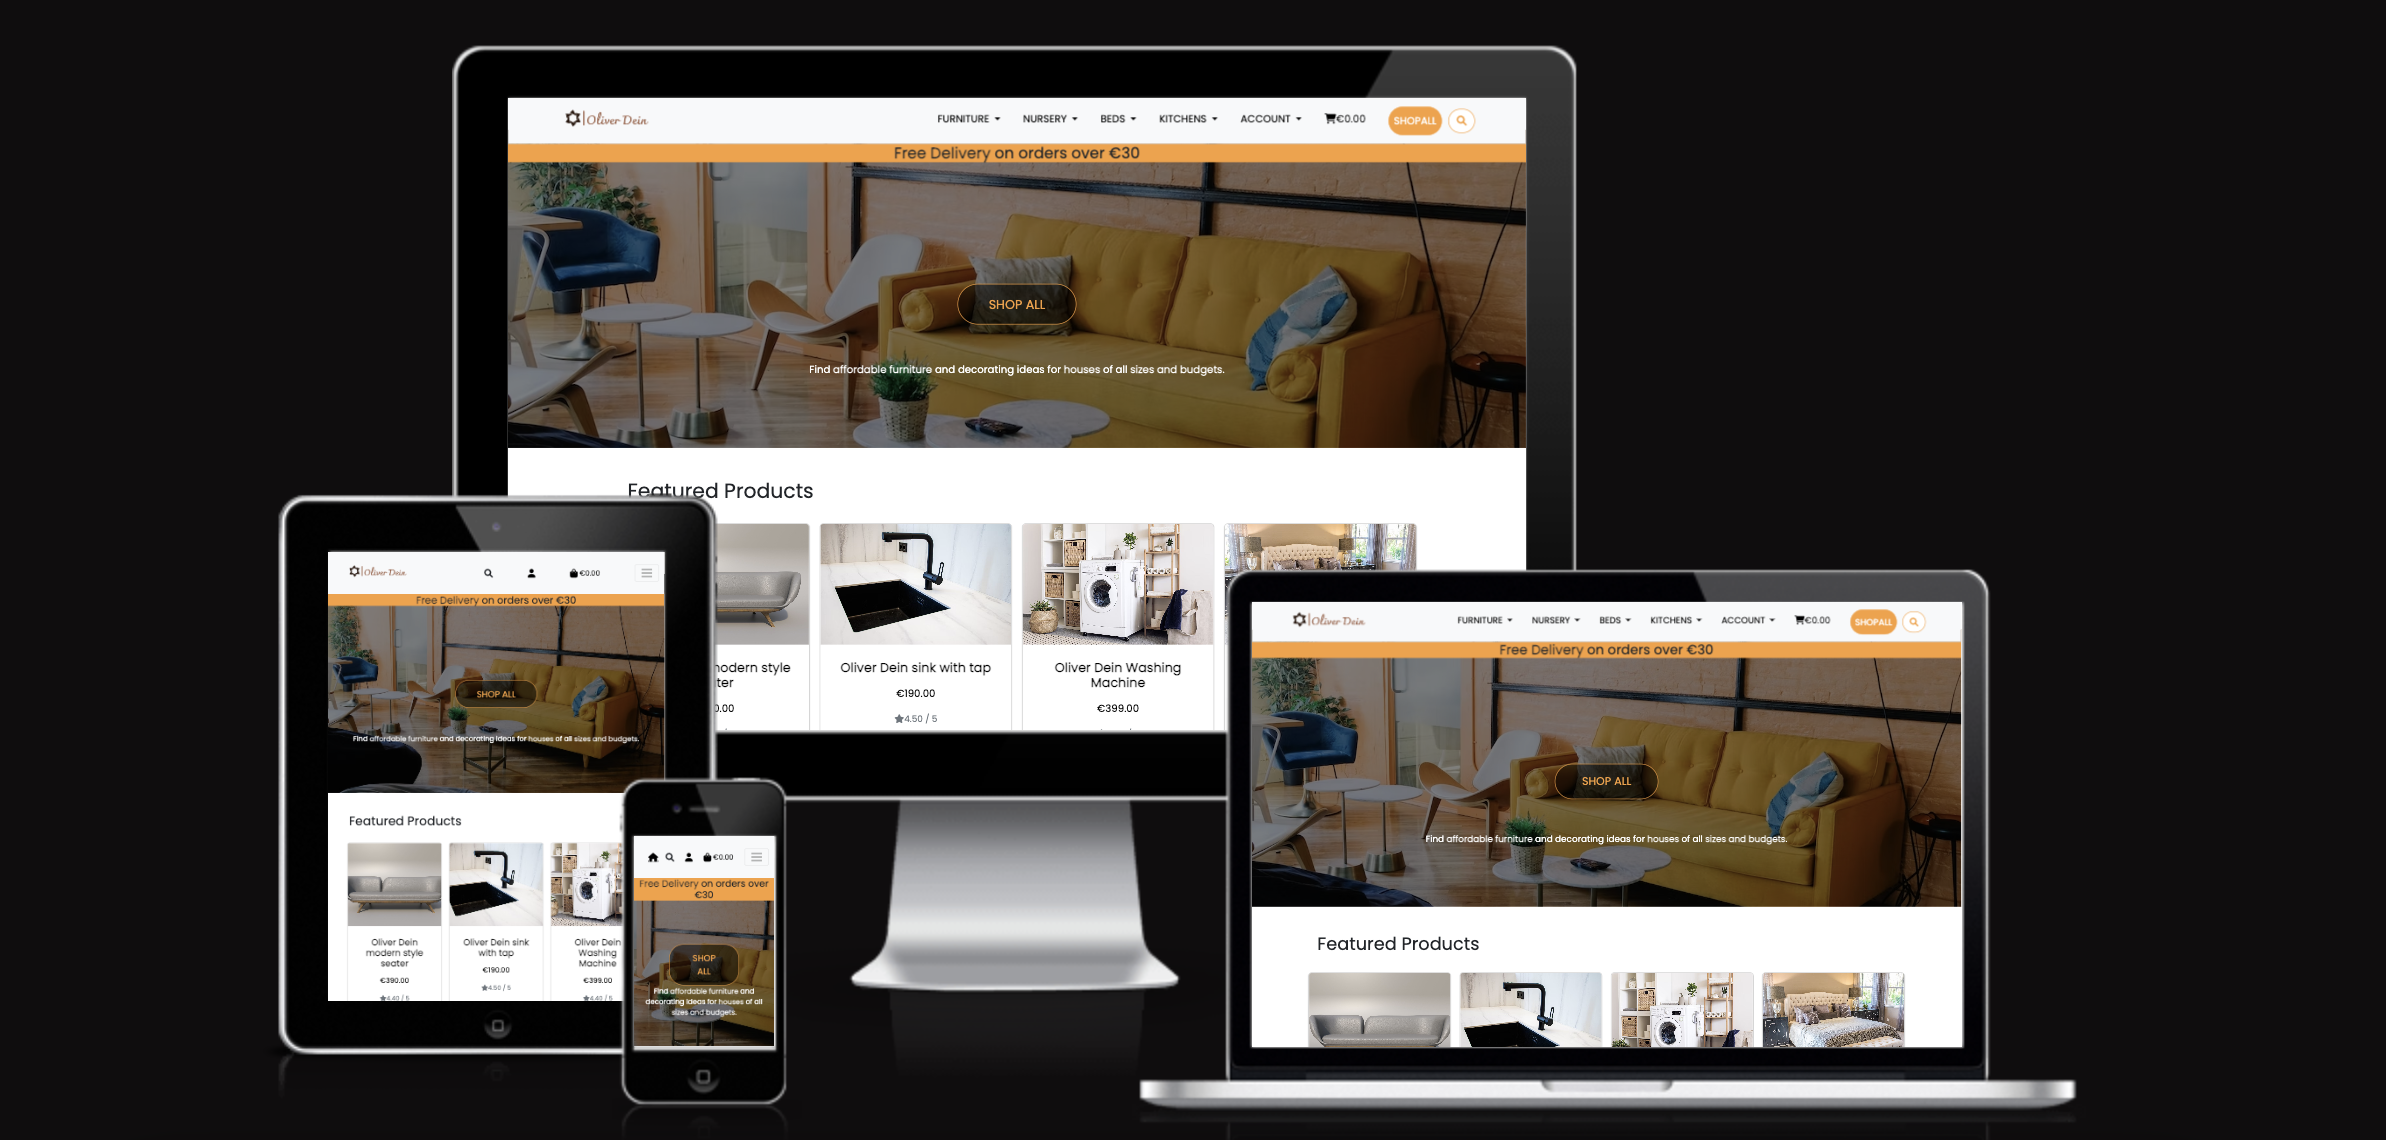 Oliver Dein
FURNITURE NURSERY BEDS KITCHENS ACCOUNT €0.00 SHOPALL
Free Delivery on orders over €30
SHOP ALL
Find affordable furniture and decorating ideas for houses of all sizes and budgets.
Featured Products
modern style
Oliver Dein sink with tap
€190.00
4.50 / 5
Oliver Dein Washing
Machine
€399.00
Oliver Dein
€0.00
Free Delivery on orders over €30
SHOP ALL
Find affordable furniture and decorating ideas for houses of all sizes and budgets.
Featured Products
Oliver Dein
modern style
seater
€390.00
4.40 / 5
Oliver Dein sink
with tap
€190.00
4.50 / 5
Oliver Dein
Washing
Machine
€399.00
4.40 / 5
€0.00
Free Delivery on orders over
€30
SHOP
ALL
Find affordable furniture and
decorating ideas for houses of all
sizes and budgets.
Oliver Dein
FURNITURE NURSERY BEDS KITCHENS ACCOUNT €0.00 SHOPALL
Free Delivery on orders over €30
SHOP ALL
Find affordable furniture and decorating ideas for houses of all sizes and budgets.
Featured Products